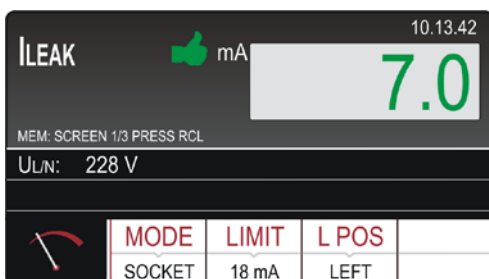 10.13.42
ILEAK mA 7.0
MEM: SCREEN 1/3 PRESS RCL
UL/N: 228 V
MODE LIMIT L POS
SOCKET 18 mA LEFT